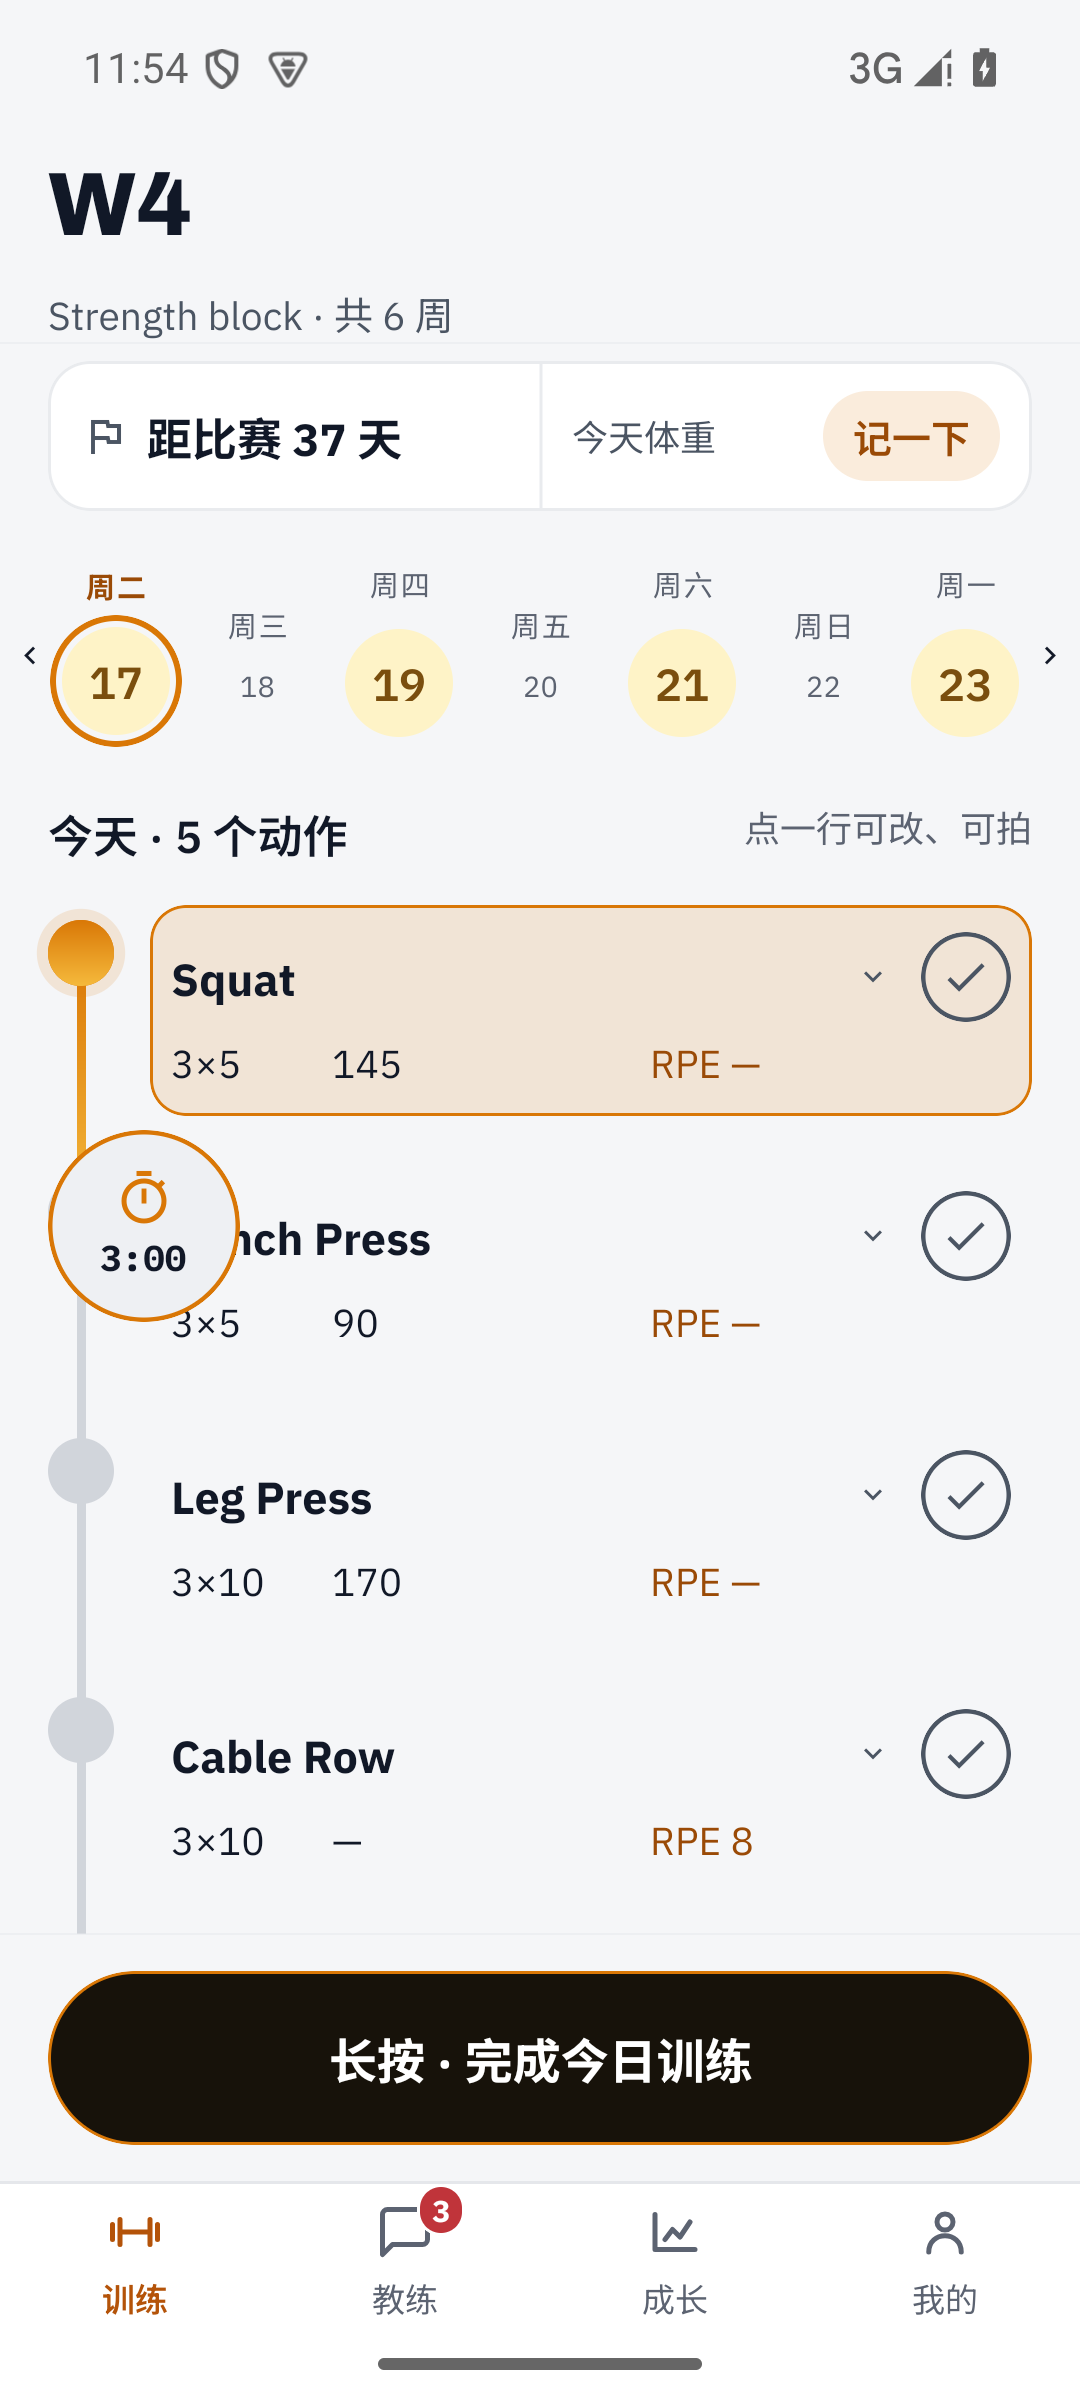 11:54
3G
W4
Strength block · 共 6 周
距比赛 37 天
今天体重
记一下
周二 周三 周四 周五 周六 周日 周一
17 18 19 20 21 22 23
今天 · 5 个动作
点一行可改、可拍
Squat
3×5 145 RPE —
3:00
nch Press
3×5 90 RPE —
Leg Press
3×10 170 RPE —
Cable Row
3×10 — RPE 8
长按 · 完成今日训练
3
训练 教练 成长 我的